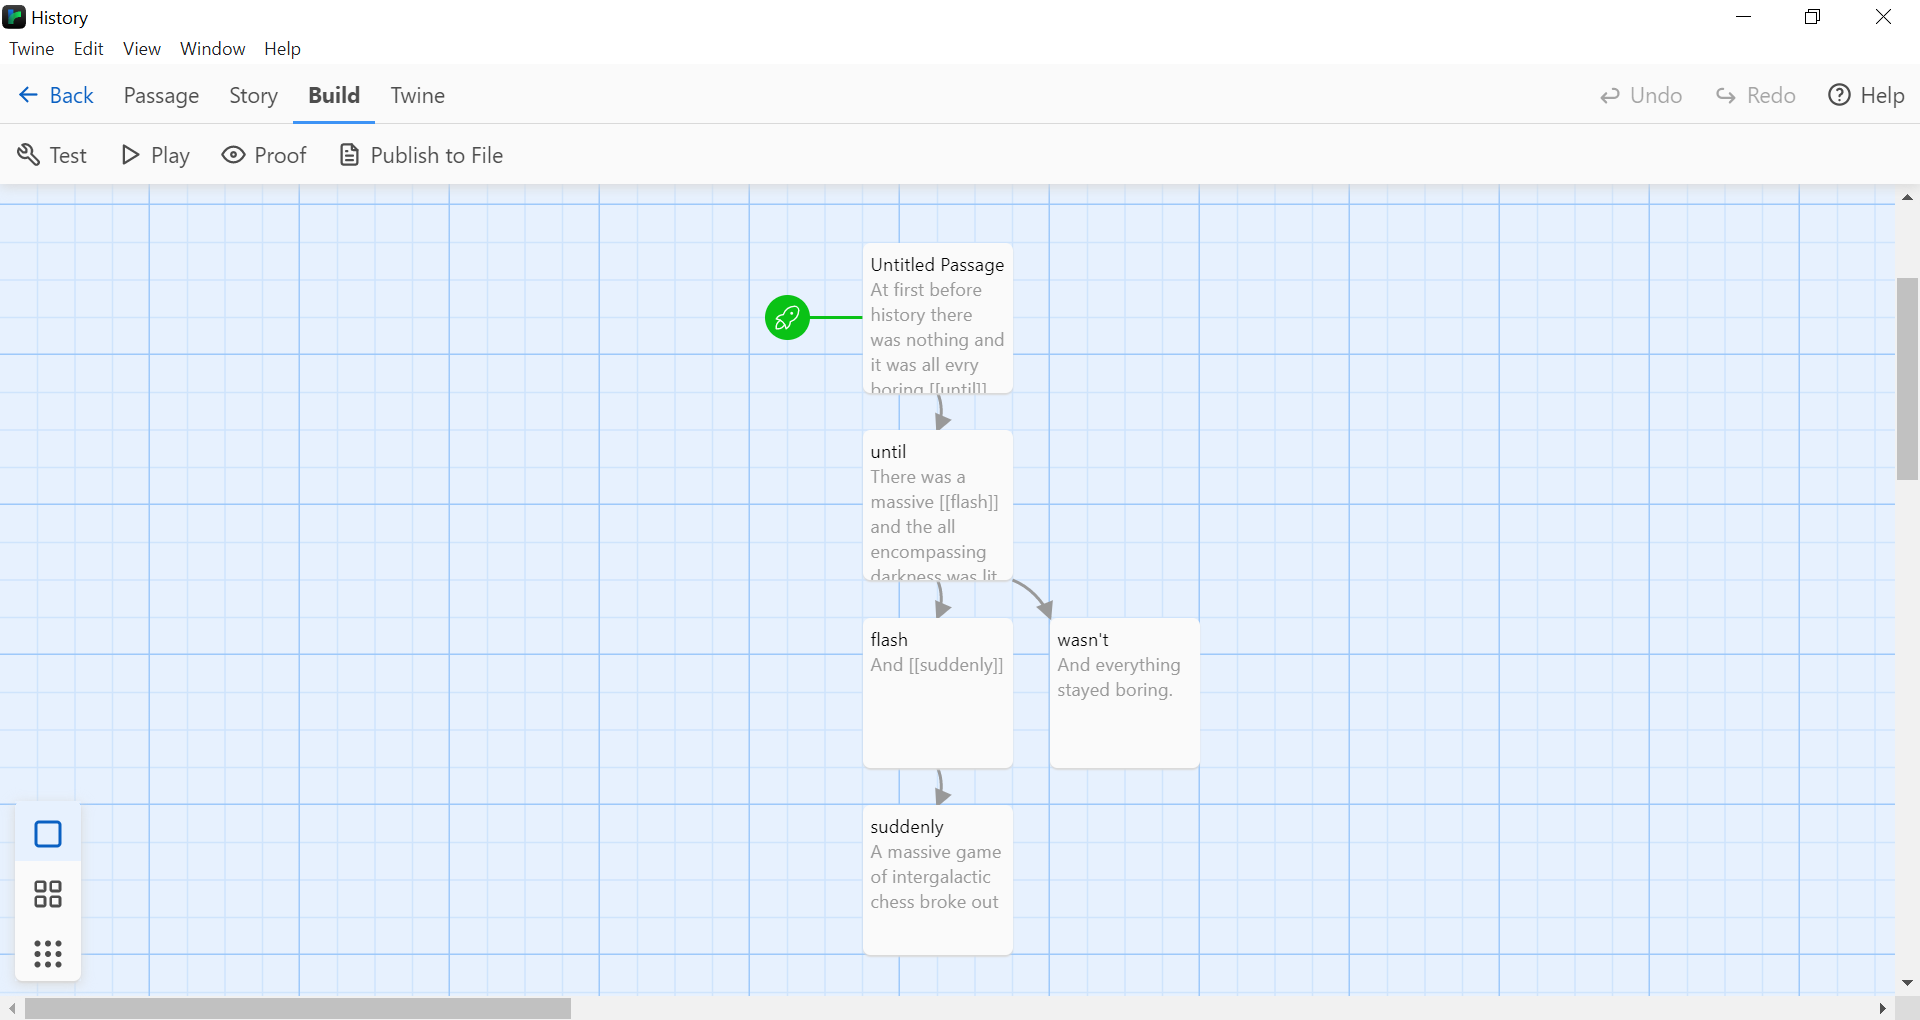 History
Twine Edit View Window Help
Back Passage Story Build Twine Undo Redo Help
Test Play Proof Publish to File
Untitled Passage
At first before
history there
was nothing and
it was all evry
boring [[until]]
until
There was a
massive [[flash]]
and the all
encompassing
darkness was lit
flash
And [[suddenly]]
wasn't
And everything
stayed boring.
suddenly
A massive game
of intergalactic
chess broke out